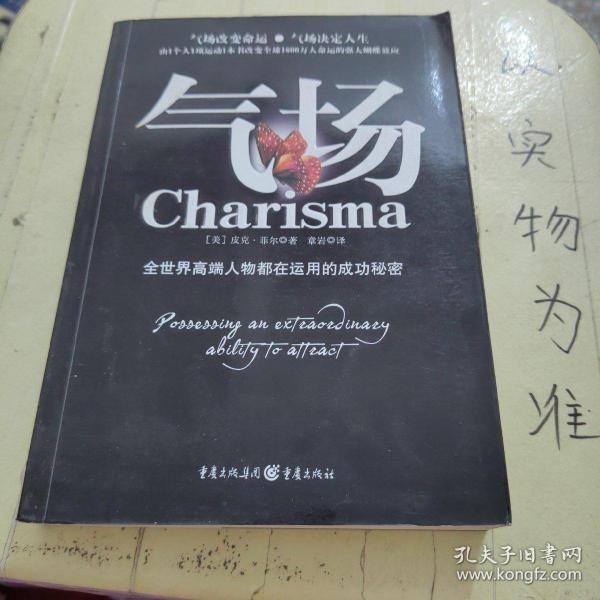 气场改变命运 ● 气场决定人生
由1个人1项运动1本书改变全球1800万人命运的强大蝴蝶效应
气场
Charisma
[美]皮克·菲尔◎著 章岩◎译
全世界高端人物都在运用的成功秘密
Possessing an extraordinary
ability to attract
重庆出版集团 重庆出版社
以
实
物
为
准
孔夫子旧书网
www.kongfz.com